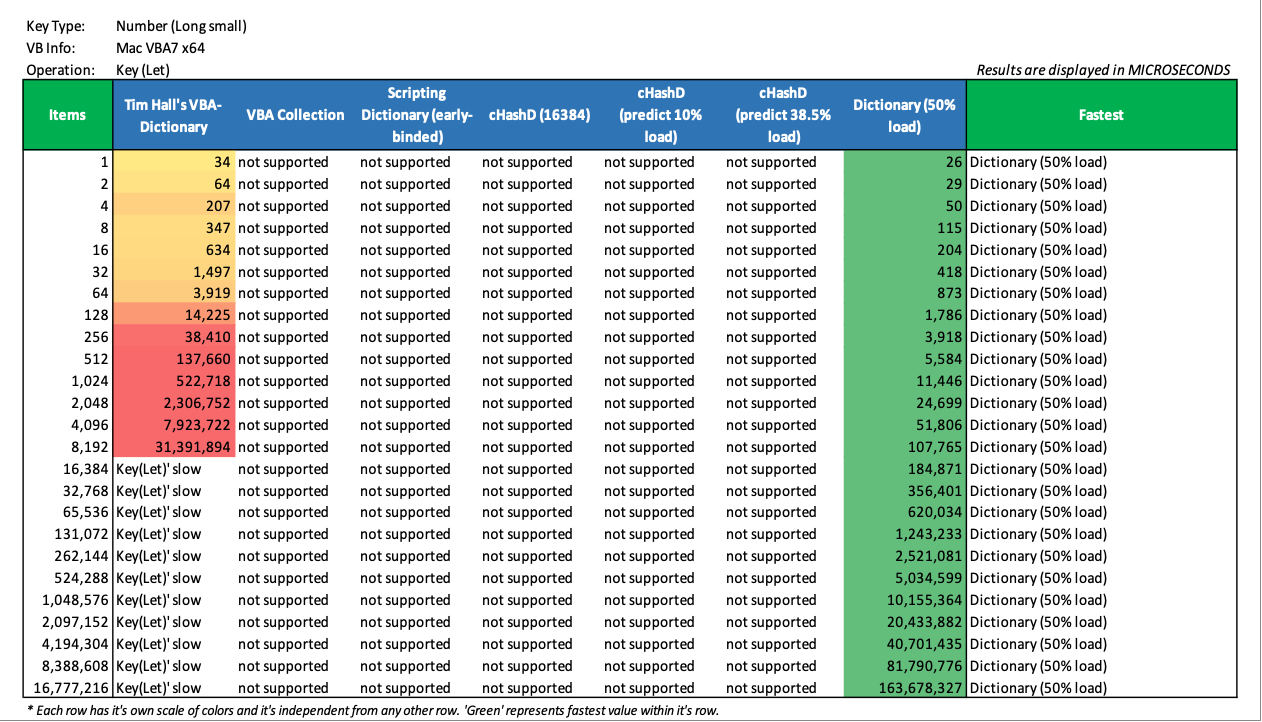 Key Type: Number (Long small)
VB Info: Mac VBA7 x64
Operation: Key (Let) Results are displayed in MICROSECONDS
Items Tim Hall's VBA-Dictionary VBA Collection Scripting Dictionary (early-binded) cHashD (16384) cHashD (predict 10% load) cHashD (predict 38.5% load) Dictionary (50% load) Fastest
1 34 not supported not supported not supported not supported not supported 26 Dictionary (50% load)
2 64 not supported not supported not supported not supported not supported 29 Dictionary (50% load)
4 207 not supported not supported not supported not supported not supported 50 Dictionary (50% load)
8 347 not supported not supported not supported not supported not supported 115 Dictionary (50% load)
16 634 not supported not supported not supported not supported not supported 204 Dictionary (50% load)
32 1,497 not supported not supported not supported not supported not supported 418 Dictionary (50% load)
64 3,919 not supported not supported not supported not supported not supported 873 Dictionary (50% load)
128 14,225 not supported not supported not supported not supported not supported 1,786 Dictionary (50% load)
256 38,410 not supported not supported not supported not supported not supported 3,918 Dictionary (50% load)
512 137,660 not supported not supported not supported not supported not supported 5,584 Dictionary (50% load)
1,024 522,718 not supported not supported not supported not supported not supported 11,446 Dictionary (50% load)
2,048 2,306,752 not supported not supported not supported not supported not supported 24,699 Dictionary (50% load)
4,096 7,923,722 not supported not supported not supported not supported not supported 51,806 Dictionary (50% load)
8,192 31,391,894 not supported not supported not supported not supported not supported 107,765 Dictionary (50% load)
16,384 Key(Let)' slow not supported not supported not supported not supported not supported 184,871 Dictionary (50% load)
32,768 Key(Let)' slow not supported not supported not supported not supported not supported 356,401 Dictionary (50% load)
65,536 Key(Let)' slow not supported not supported not supported not supported not supported 620,034 Dictionary (50% load)
131,072 Key(Let)' slow not supported not supported not supported not supported not supported 1,243,233 Dictionary (50% load)
262,144 Key(Let)' slow not supported not supported not supported not supported not supported 2,521,081 Dictionary (50% load)
524,288 Key(Let)' slow not supported not supported not supported not supported not supported 5,034,599 Dictionary (50% load)
1,048,576 Key(Let)' slow not supported not supported not supported not supported not supported 10,155,364 Dictionary (50% load)
2,097,152 Key(Let)' slow not supported not supported not supported not supported not supported 20,433,882 Dictionary (50% load)
4,194,304 Key(Let)' slow not supported not supported not supported not supported not supported 40,701,435 Dictionary (50% load)
8,388,608 Key(Let)' slow not supported not supported not supported not supported not supported 81,790,776 Dictionary (50% load)
16,777,216 Key(Let)' slow not supported not supported not supported not supported not supported 163,678,327 Dictionary (50% load)
* Each row has it's own scale of colors and it's independent from any other row. 'Green' represents fastest value within it's row.